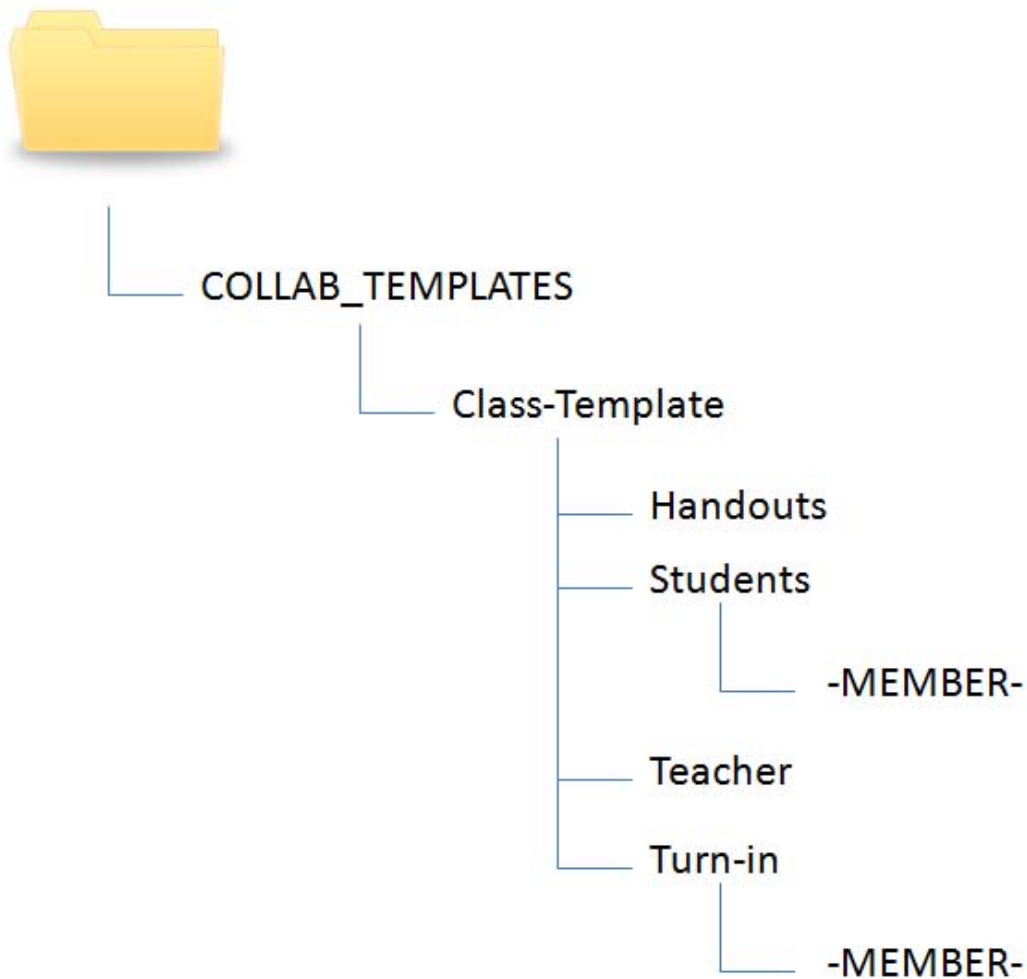 COLLAB_TEMPLATES
Class-Template
Handouts
Students
-MEMBER-
Teacher
Turn-in
-MEMBER-